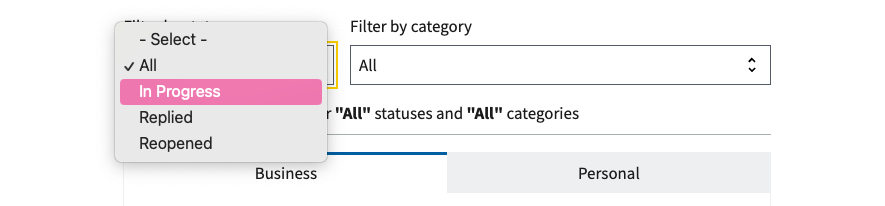 Filter by category
- Select -
✓ All
In Progress
Replied
Reopened
All
r "All" statuses and "All" categories
Business
Personal